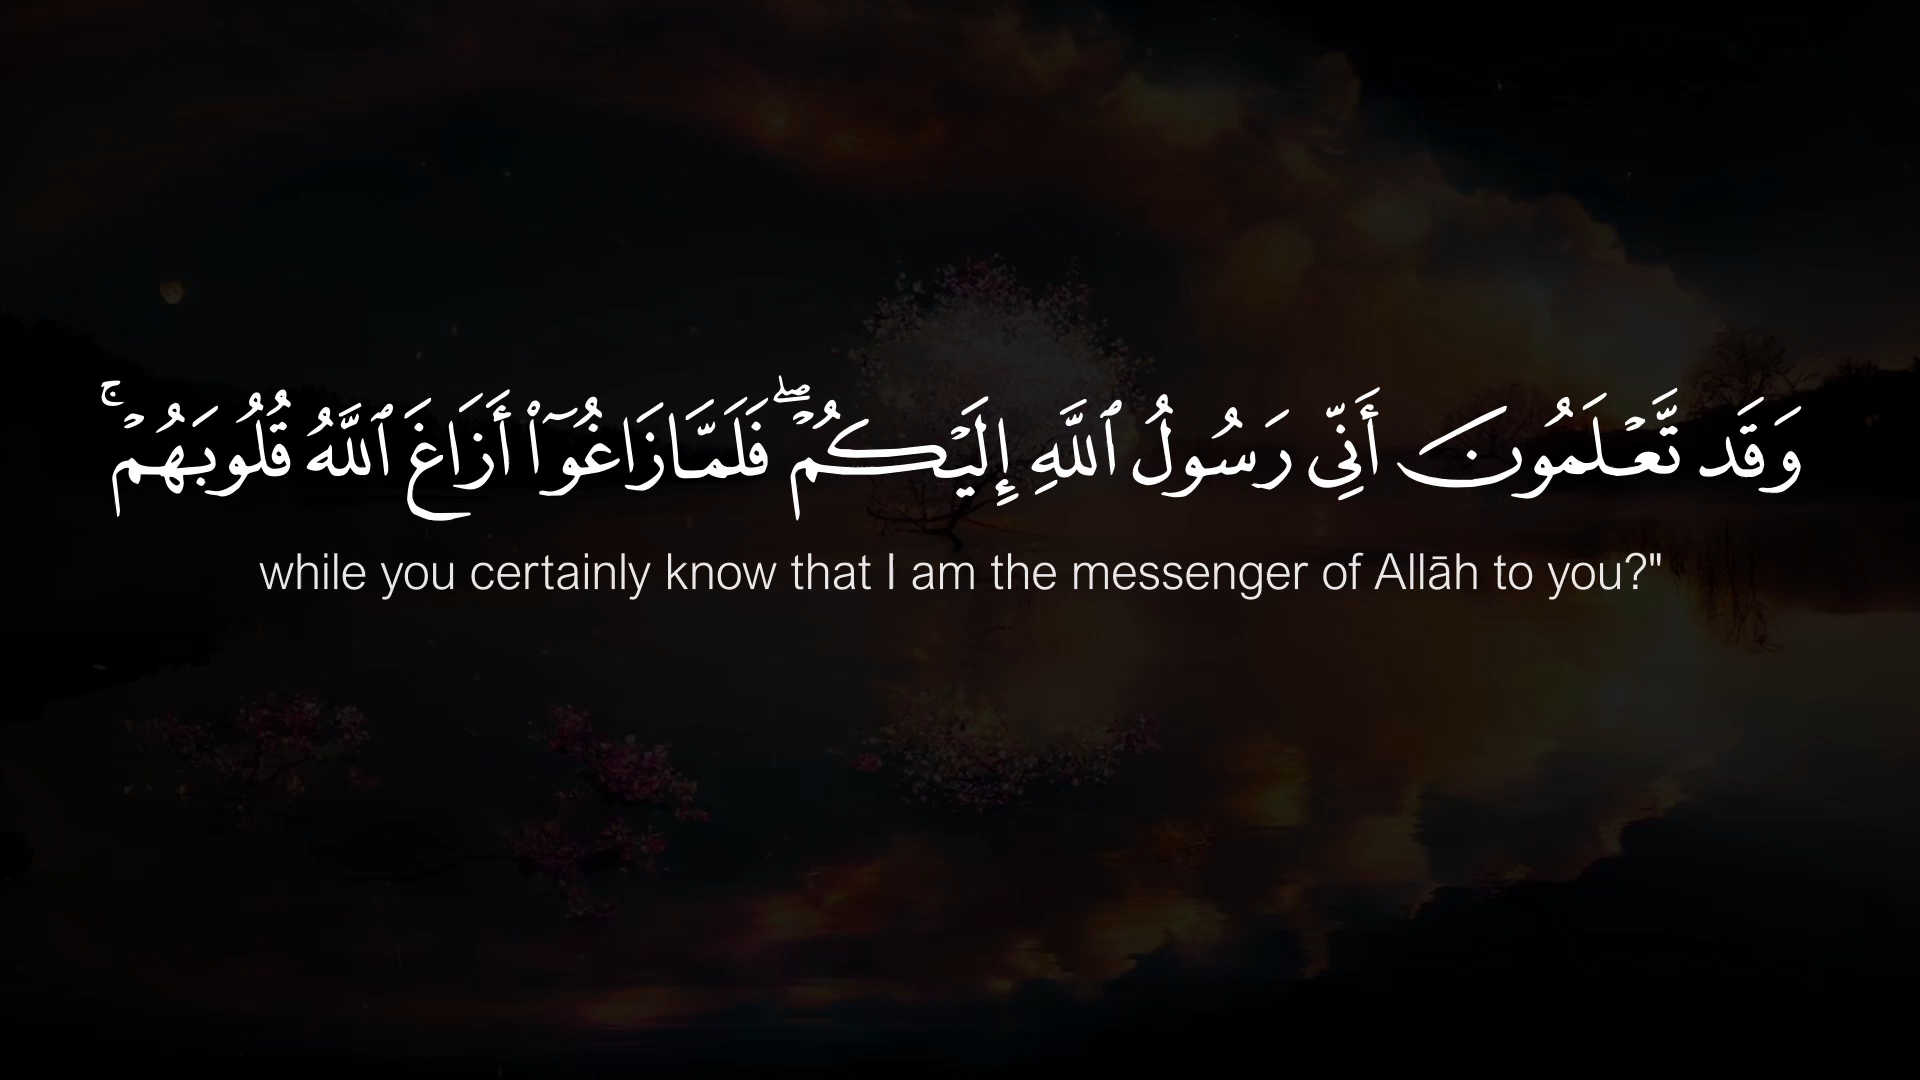 وَقَد تَّعْلَمُونَ أَنِّي رَسُولُ ٱللَّهِ إِلَيْكُمْ ۖ فَلَمَّا زَاغُوٓا۟ أَزَاغَ ٱللَّهُ قُلُوبَهُمْ ۚ
while you certainly know that I am the messenger of Allāh to you?"